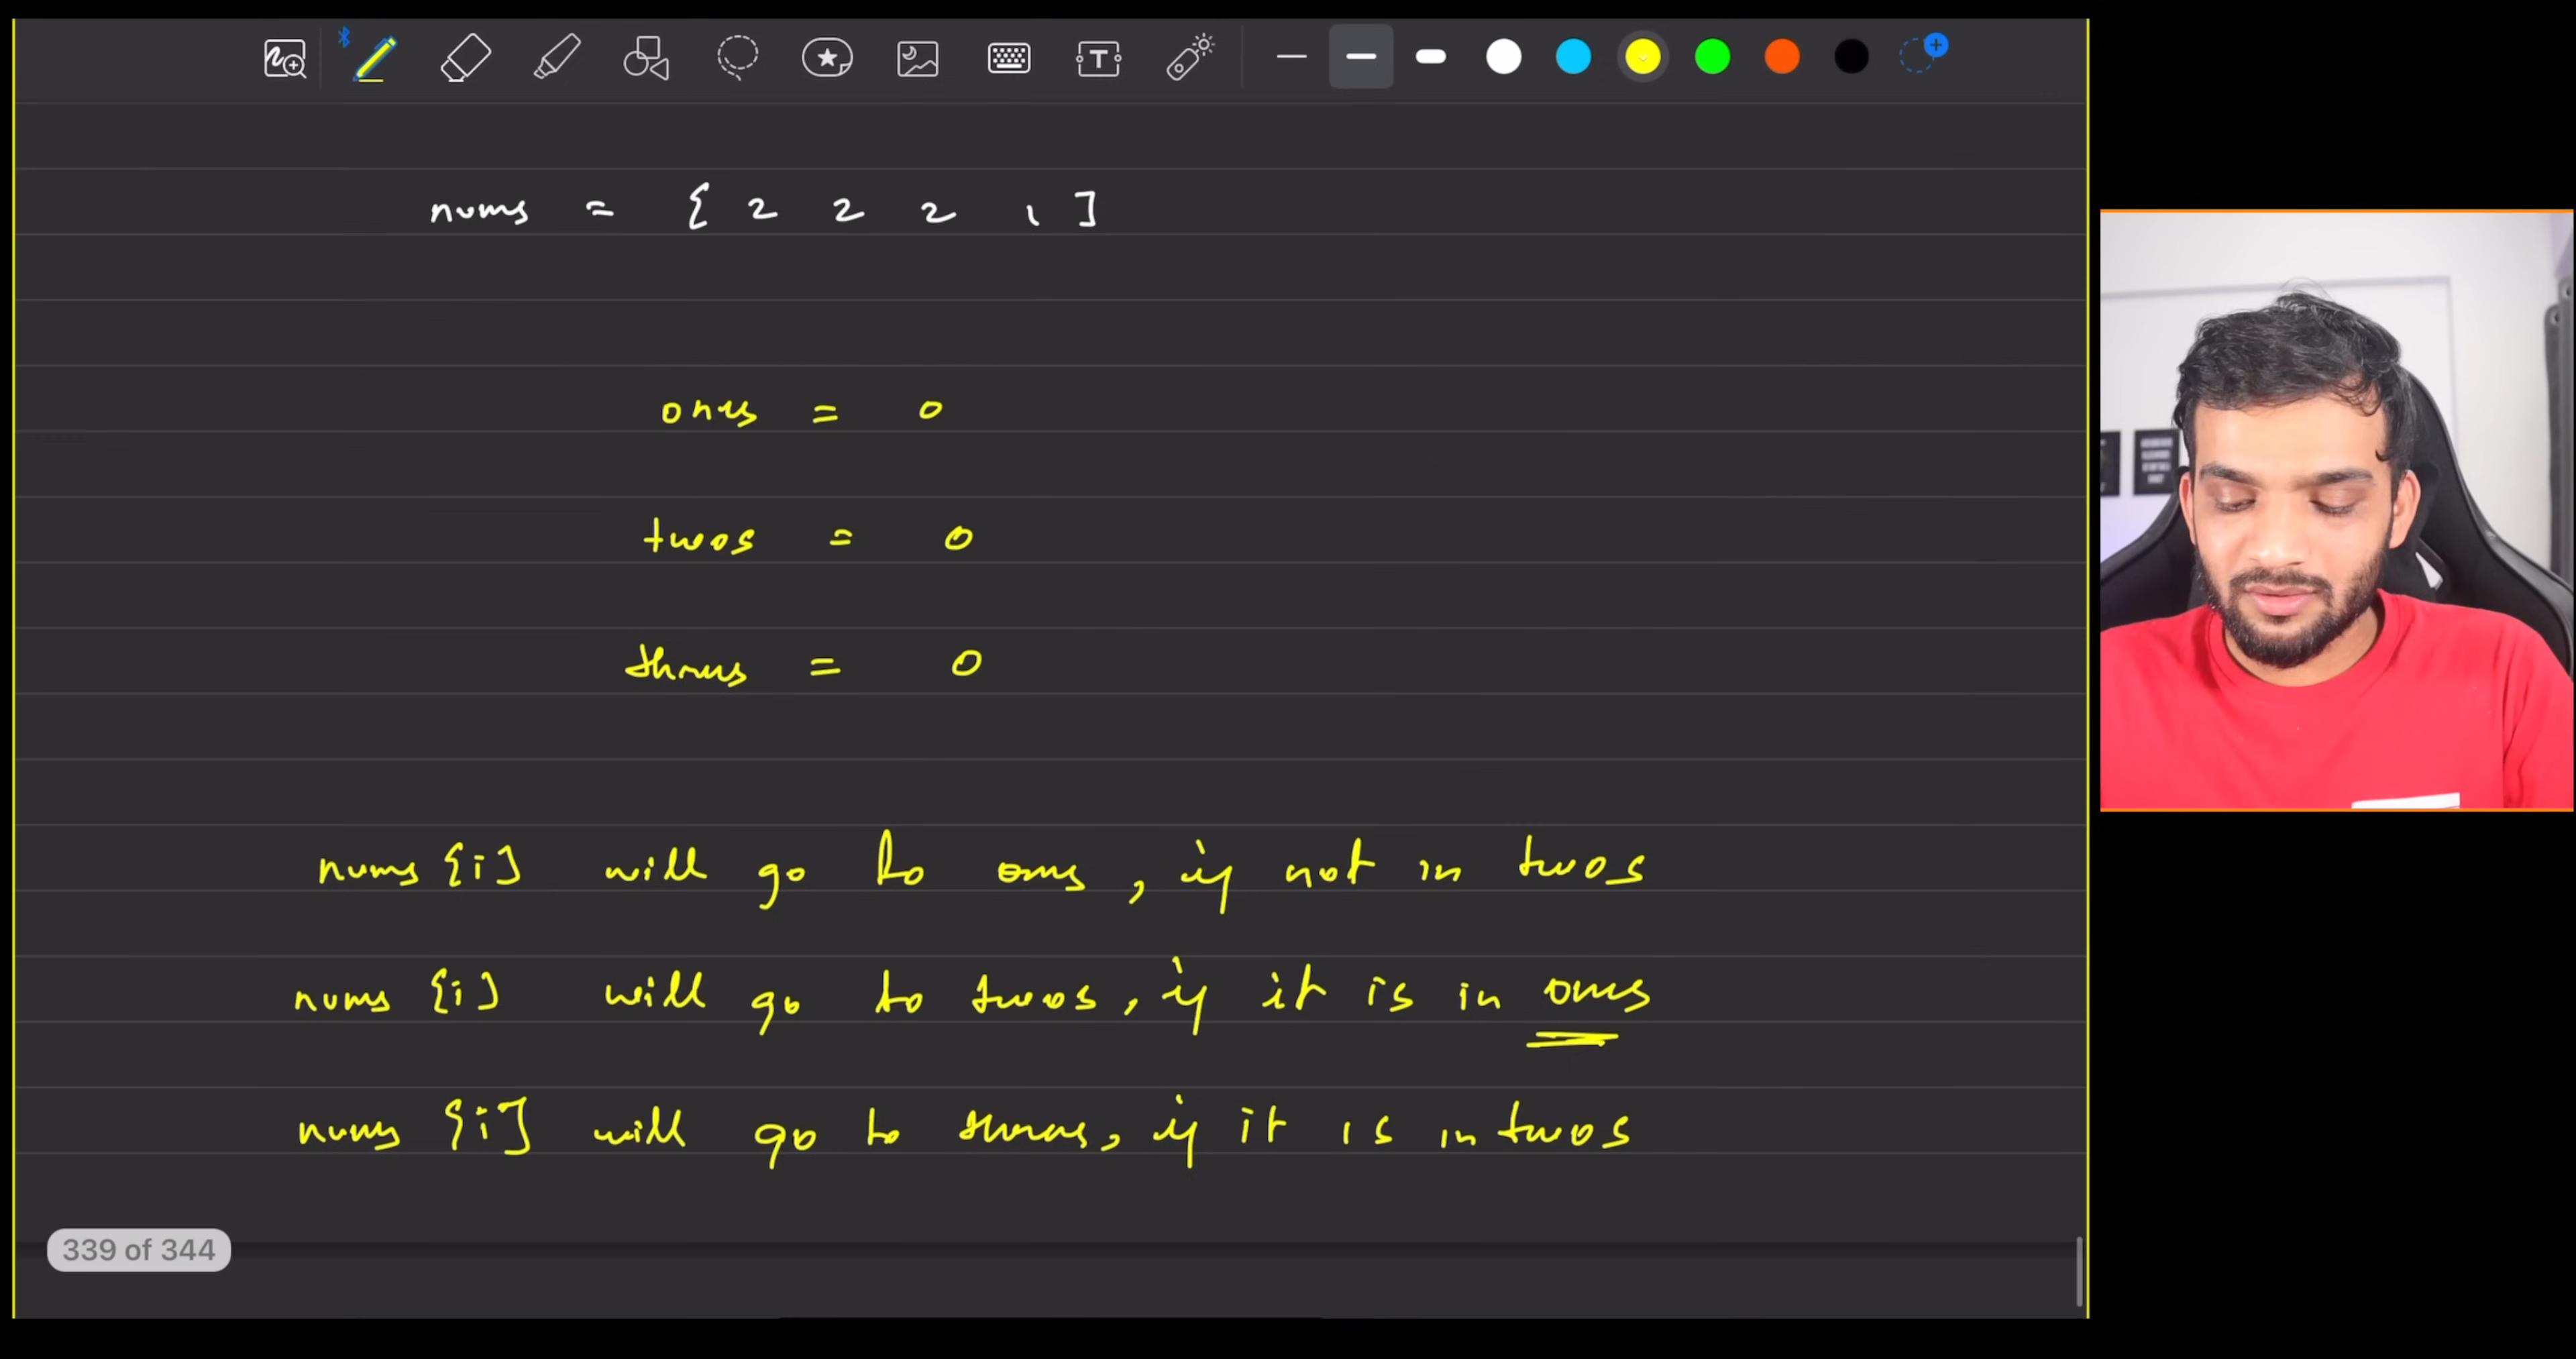 nums = [ 2 2 2 1 ]
ones = 0
twos = 0
threes = 0
nums [i] will go to ones, if not in twos
nums [i] will go to twos, if it is in ones
nums [i] will go to threes, if it is in twos
339 of 344